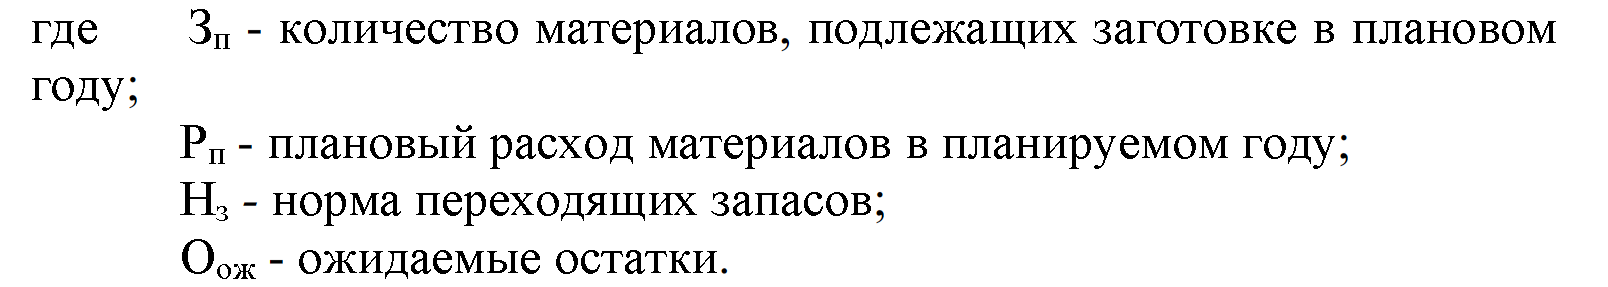 где Зп - количество материалов, подлежащих заготовке в плановом
году;
Рп - плановый расход материалов в планируемом году;
Нз - норма переходящих запасов;
Оож - ожидаемые остатки.